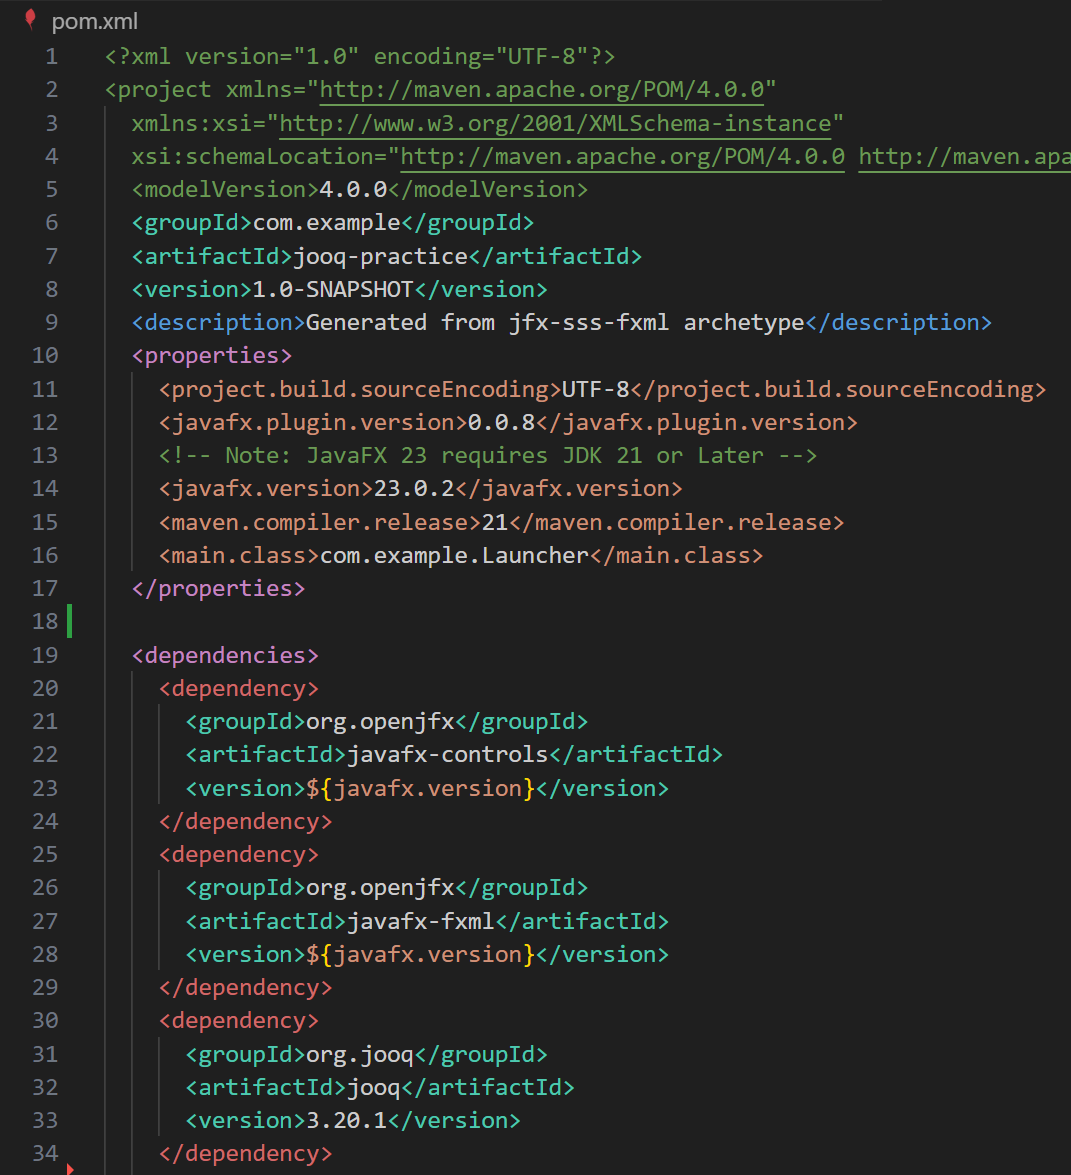 pom.xml
1 <?xml version="1.0" encoding="UTF-8"?>
2 <project xmlns="http://maven.apache.org/POM/4.0.0"
3 xmlns:xsi="http://www.w3.org/2001/XMLSchema-instance"
4 xsi:schemaLocation="http://maven.apache.org/POM/4.0.0 http://maven.apa
5 <modelVersion>4.0.0</modelVersion>
6 <groupId>com.example</groupId>
7 <artifactId>jooq-practice</artifactId>
8 <version>1.0-SNAPSHOT</version>
9 <description>Generated from jfx-sss-fxml archetype</description>
10 <properties>
11 <project.build.sourceEncoding>UTF-8</project.build.sourceEncoding>
12 <javafx.plugin.version>0.0.8</javafx.plugin.version>
13 <!-- Note: JavaFX 23 requires JDK 21 or Later -->
14 <javafx.version>23.0.2</javafx.version>
15 <maven.compiler.release>21</maven.compiler.release>
16 <main.class>com.example.Launcher</main.class>
17 </properties>
18
19 <dependencies>
20 <dependency>
21 <groupId>org.openjfx</groupId>
22 <artifactId>javafx-controls</artifactId>
23 <version>${javafx.version}</version>
24 </dependency>
25 <dependency>
26 <groupId>org.openjfx</groupId>
27 <artifactId>javafx-fxml</artifactId>
28 <version>${javafx.version}</version>
29 </dependency>
30 <dependency>
31 <groupId>org.jooq</groupId>
32 <artifactId>jooq</artifactId>
33 <version>3.20.1</version>
34 </dependency>